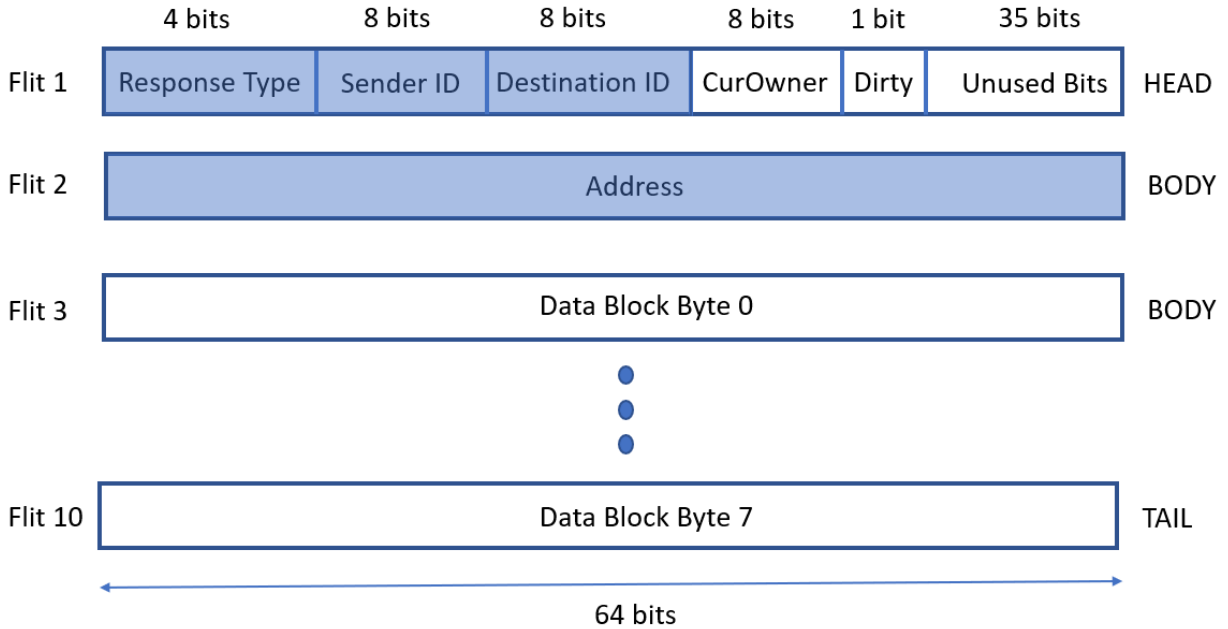 4 bits 8 bits 8 bits 8 bits 1 bit 35 Bits
Flit 1 Response Type Sender ID Destination ID CurOwner Dirty Unused Bits HEAD
Flit 2 Address BODY
Flit 3 Data Block Byte 0 BODY
Flit 10 Data Block Byte 7 TAIL
64 bits